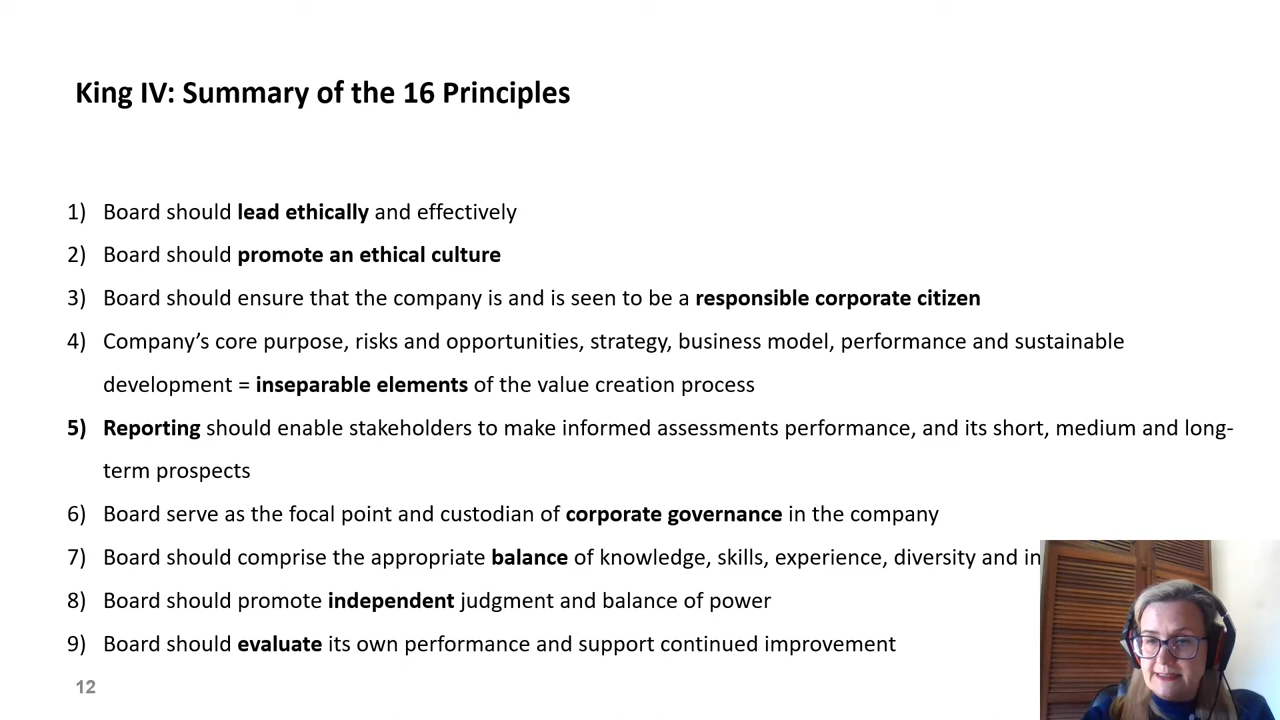 King IV: Summary of the 16 Principles
1) Board should lead ethically and effectively
2) Board should promote an ethical culture
3) Board should ensure that the company is and is seen to be a responsible corporate citizen
4) Company’s core purpose, risks and opportunities, strategy, business model, performance and sustainable
development = inseparable elements of the value creation process
5) Reporting should enable stakeholders to make informed assessments performance, and its short, medium and long-
term prospects
6) Board serve as the focal point and custodian of corporate governance in the company
7) Board should comprise the appropriate balance of knowledge, skills, experience, diversity and
8) Board should promote independent judgment and balance of power
9) Board should evaluate its own performance and support continued improvement
12